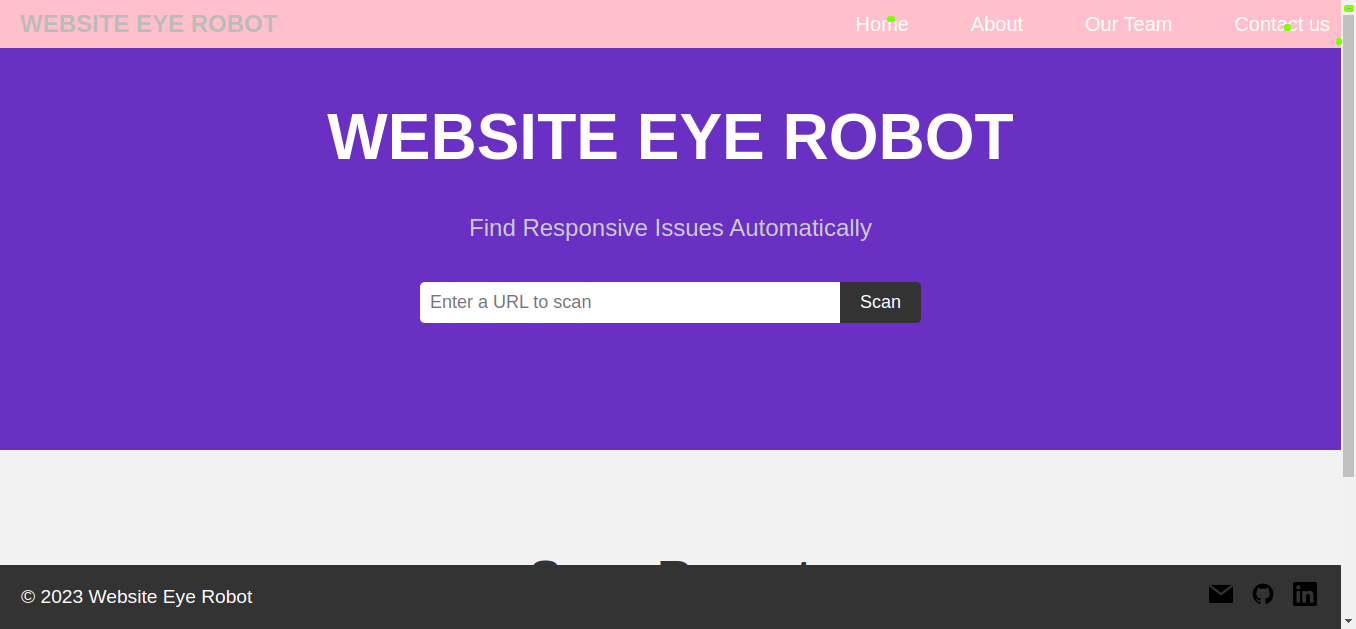 WEBSITE EYE ROBOT
Home About Our Team Contact us
WEBSITE EYE ROBOT
Find Responsive Issues Automatically
Enter a URL to scan Scan
© 2023 Website Eye Robot
in